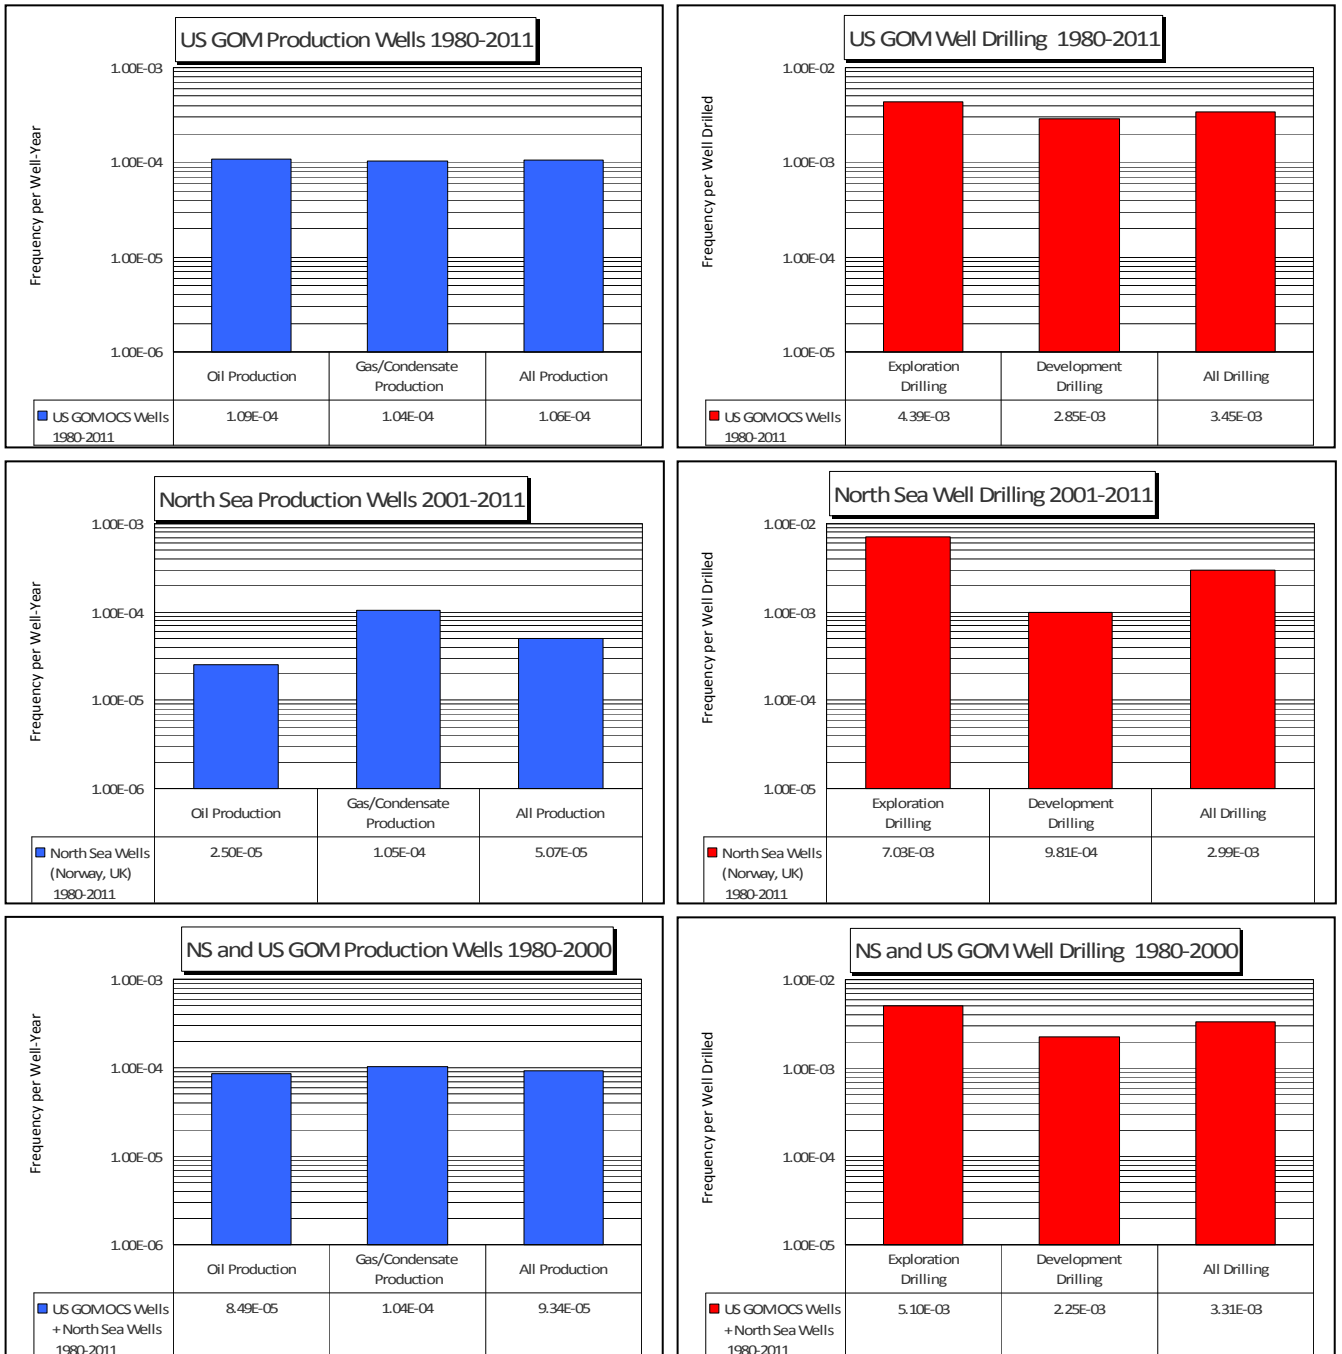 US GOM Production Wells 1980-2011
Frequency per Well-Year
1.00E-03
1.00E-04
1.00E-05
1.00E-06
Oil Production
Gas/Condensate
Production
All Production
US GOM OCS Wells
1980-2011
1.09E-04
1.04E-04
1.06E-04
US GOM Well Drilling 1980-2011
Frequency per Well Drilled
1.00E-02
1.00E-03
1.00E-04
1.00E-05
Exploration
Drilling
Development
Drilling
All Drilling
US GOM OCS Wells
1980-2011
4.39E-03
2.85E-03
3.45E-03
North Sea Production Wells 2001-2011
Frequency per Well-Year
1.00E-03
1.00E-04
1.00E-05
1.00E-06
Oil Production
Gas/Condensate
Production
All Production
North Sea Wells
(Norway, UK)
1980-2011
2.50E-05
1.05E-04
5.07E-05
North Sea Well Drilling 2001-2011
Frequency per Well Drilled
1.00E-02
1.00E-03
1.00E-04
1.00E-05
Exploration
Drilling
Development
Drilling
All Drilling
North Sea Wells
(Norway, UK)
1980-2011
7.03E-03
9.81E-04
2.99E-03
NS and US GOM Production Wells 1980-2000
Frequency per Well-Year
1.00E-03
1.00E-04
1.00E-05
1.00E-06
Oil Production
Gas/Condensate
Production
All Production
US GOM OCS Wells
+ North Sea Wells
1980-2011
8.49E-05
1.04E-04
9.34E-05
NS and US GOM Well Drilling 1980-2000
Frequency per Well Drilled
1.00E-02
1.00E-03
1.00E-04
1.00E-05
Exploration
Drilling
Development
Drilling
All Drilling
US GOM OCS Wells
+ North Sea Wells
1980-2011
5.10E-03
2.25E-03
3.31E-03